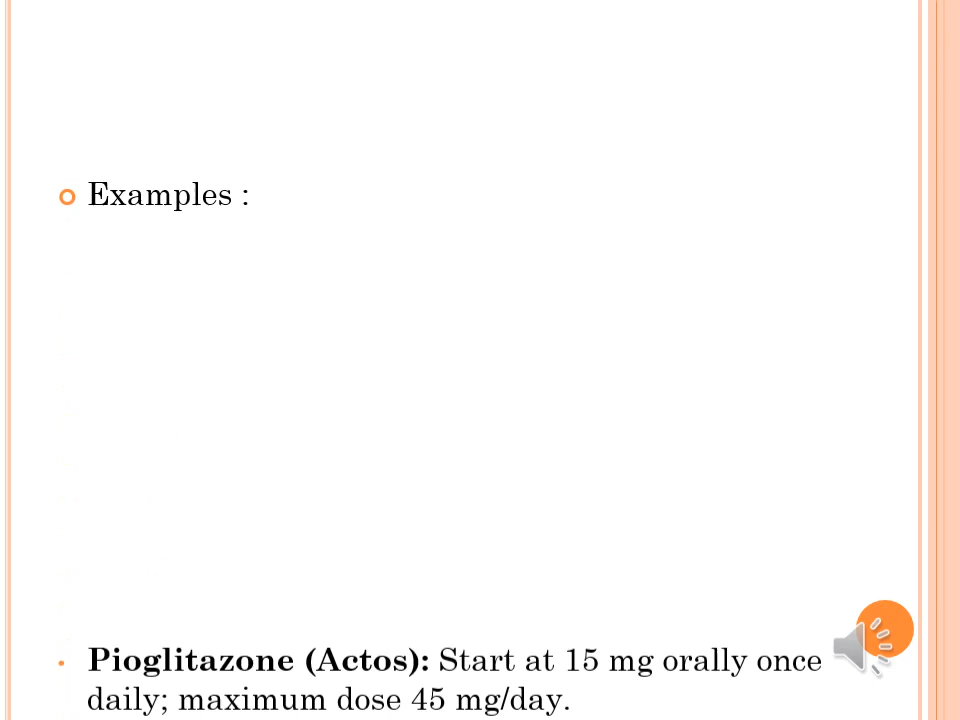 Examples :
Pioglitazone (Actos): Start at 15 mg orally once
daily; maximum dose 45 mg/day.